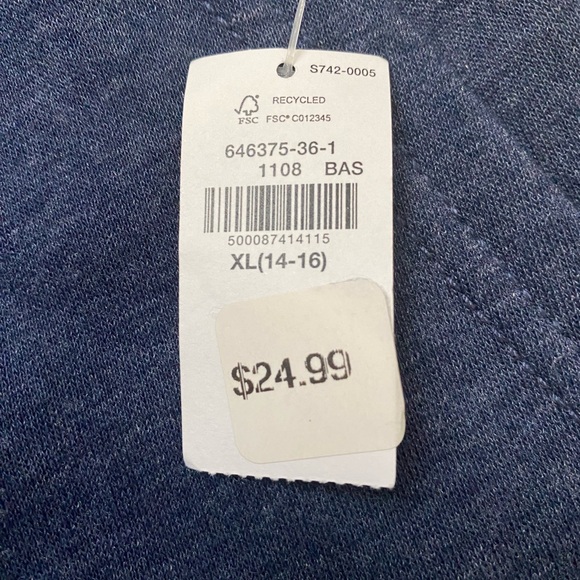 S742-0005
RECYCLED
FSC FSC® C012345
646375-36-1
1108 BAS
500087414115
XL(14-16)
$24.99